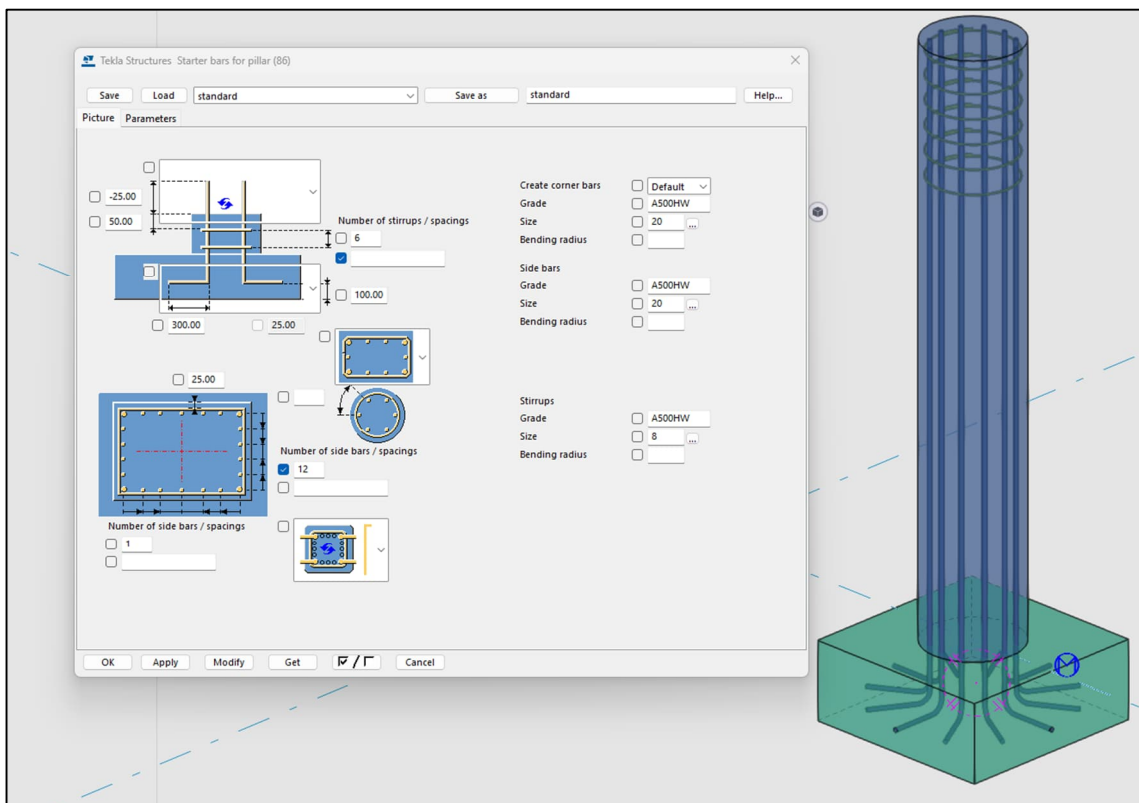 Tekla Structures Starter bars for pillar (86)
Save Load standard Save as standard Help...
Picture Parameters
-25.00
50.00
Number of stirrups / spacings
6
100.00
300.00 25.00
25.00
Number of side bars / spacings
12
Number of side bars / spacings
1
Create corner bars Default
Grade A500HW
Size 20 ...
Bending radius
Side bars
Grade A500HW
Size 20 ...
Bending radius
Stirrups
Grade A500HW
Size 8 ...
Bending radius
OK Apply Modify Get / Cancel